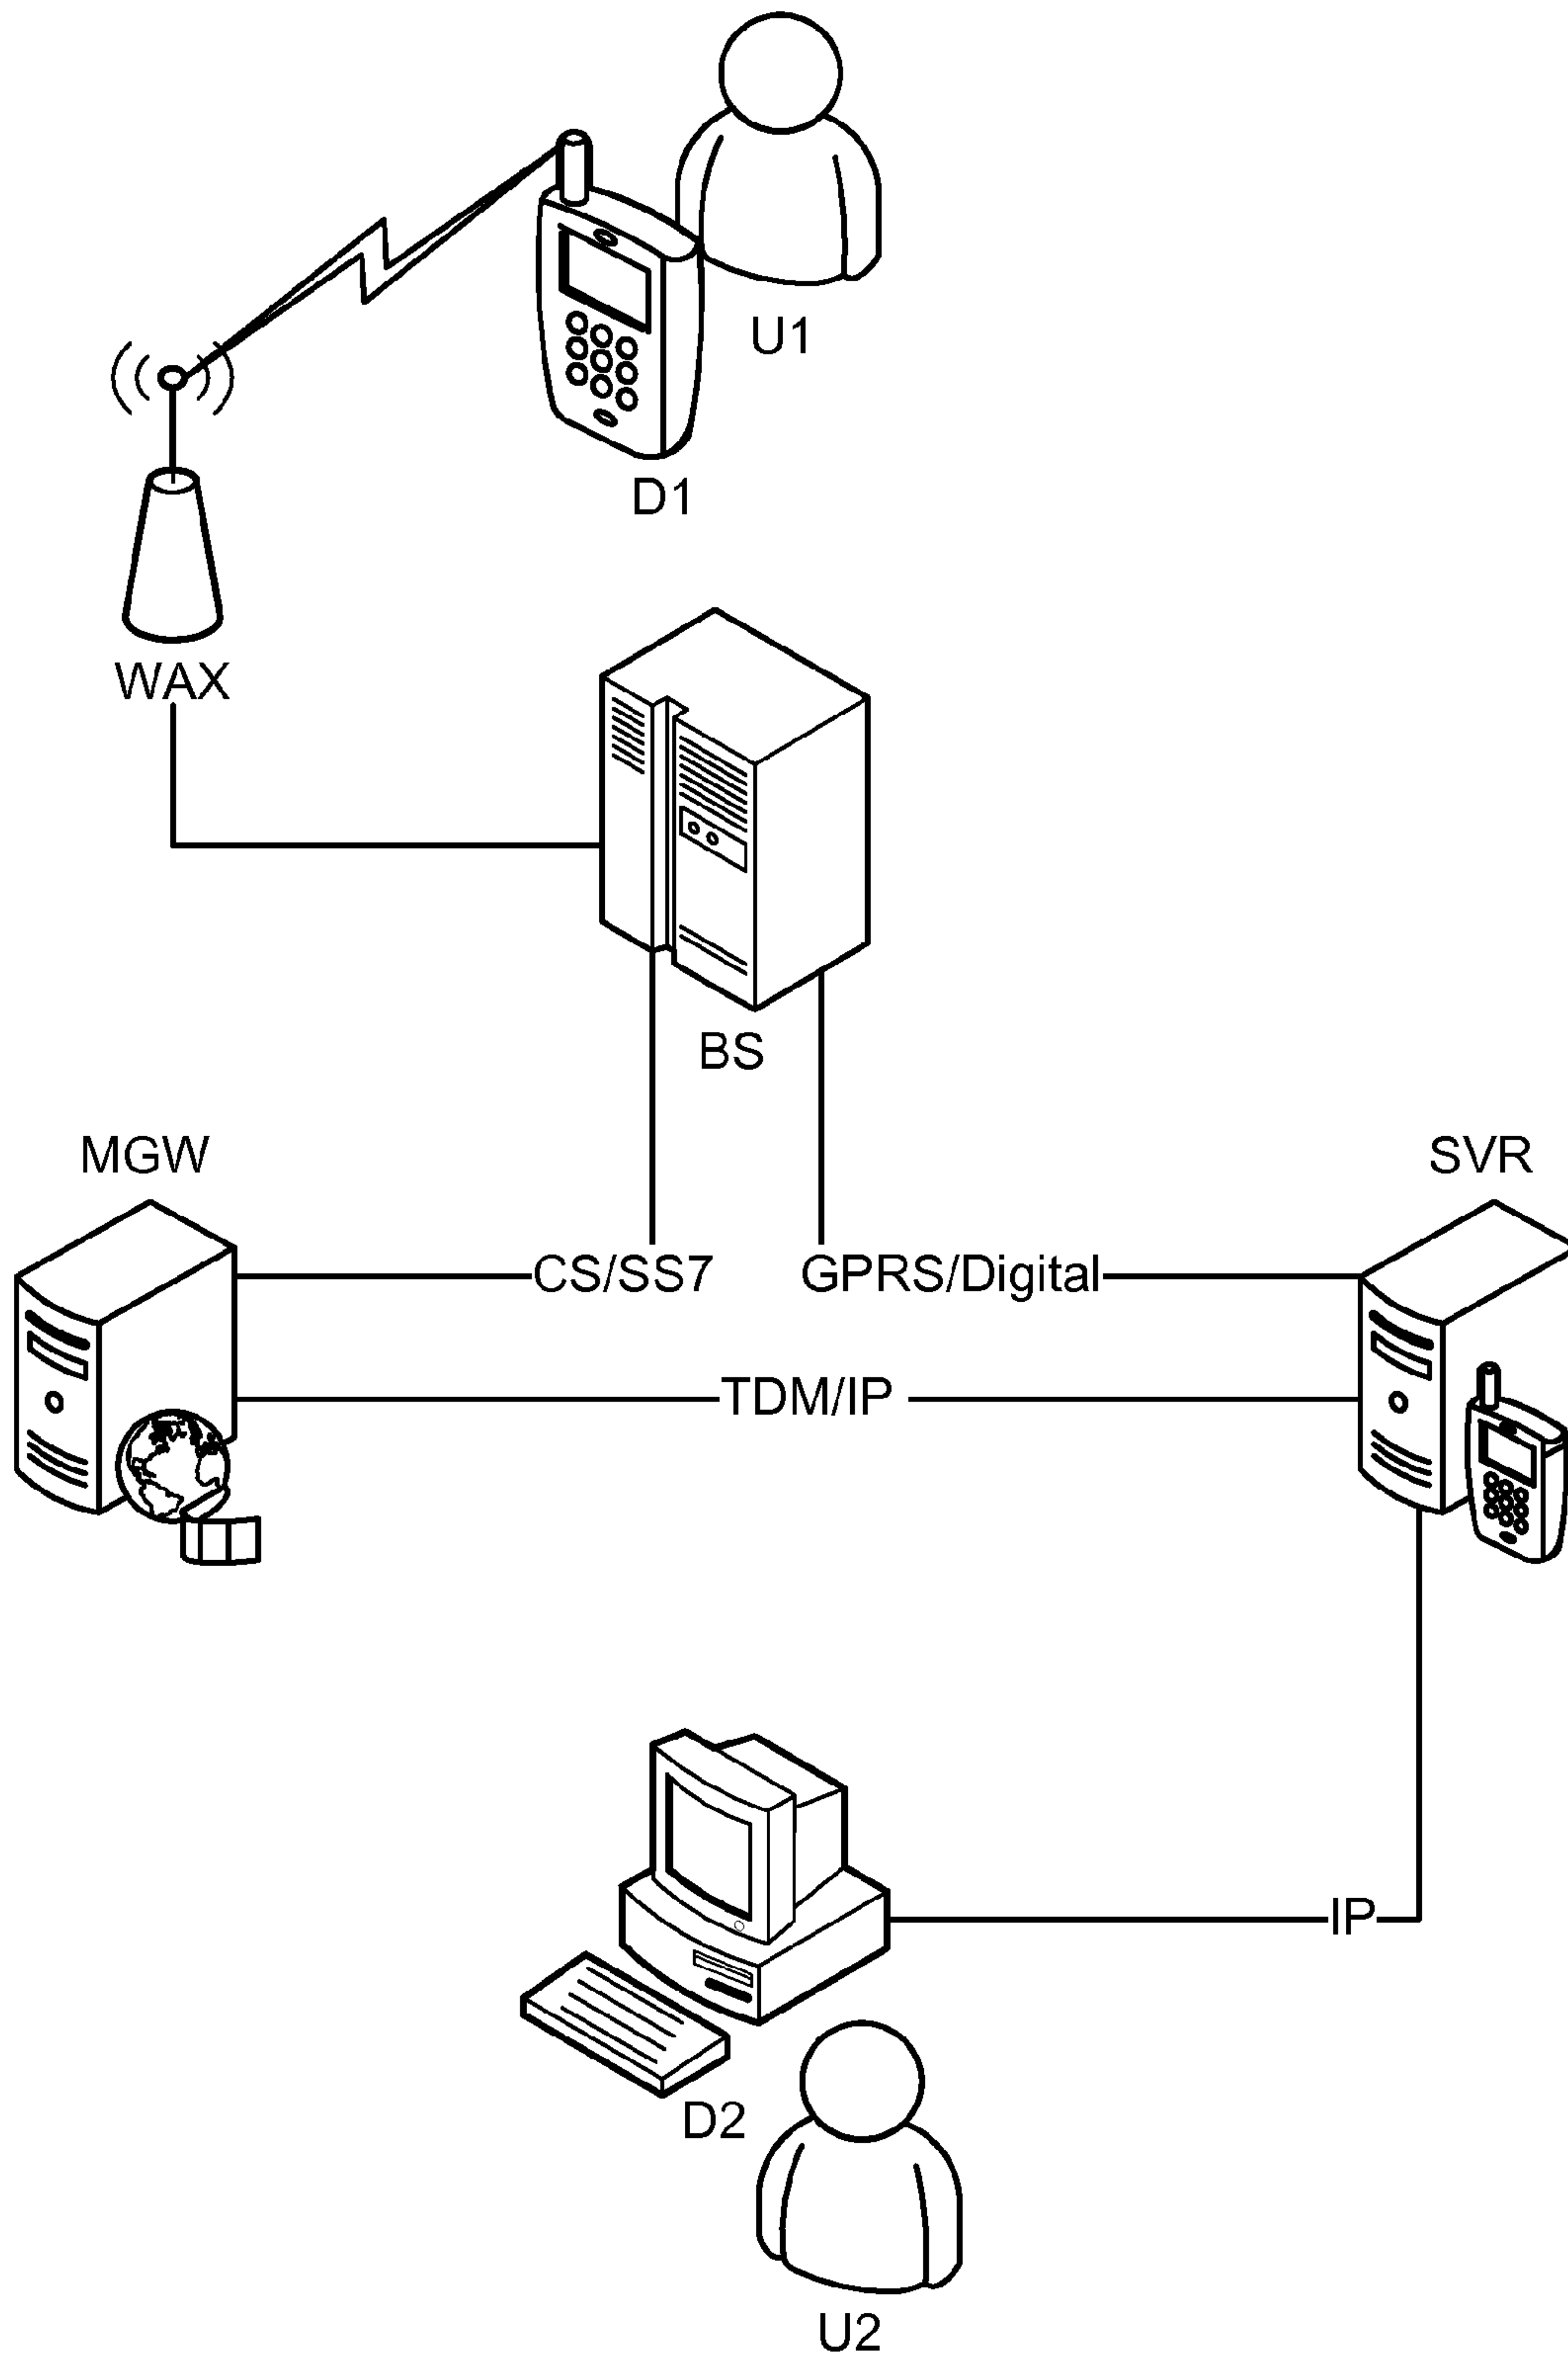 U1
D1
WAX
BS
MGW
SVR
CS/SS7
GPRS/Digital
TDM/IP
IP
D2
U2